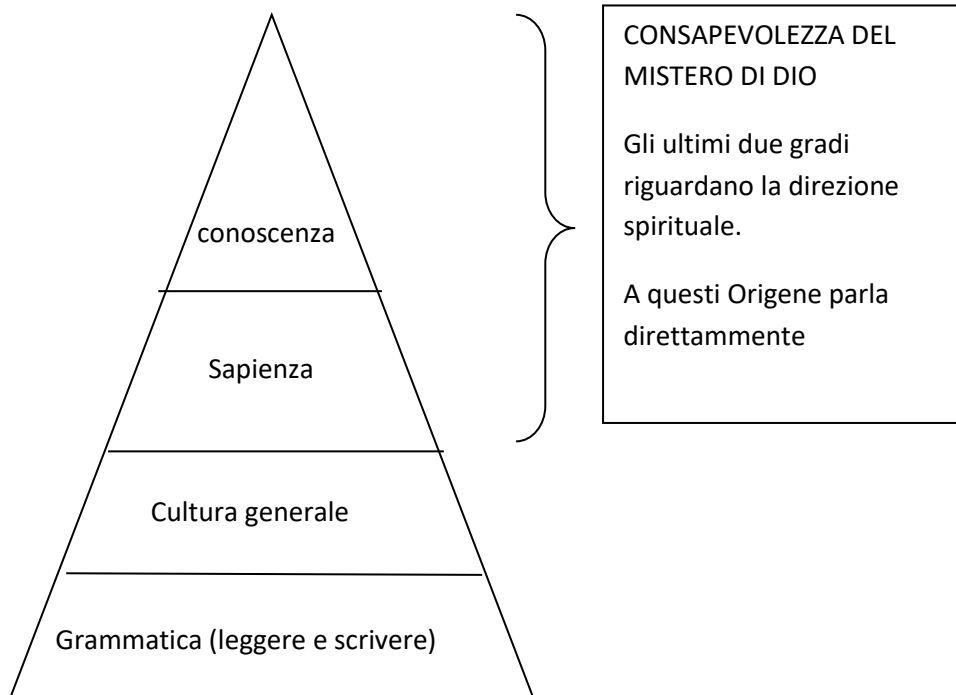 CONSAPEVOLEZZA DEL
MISTERO DI DIO
Gli ultimi due gradi
riguardano la direzione
spirituale.
A questi Origene parla
direttammente
conoscenza
Sapienza
Cultura generale
Grammatica (leggere e scrivere)